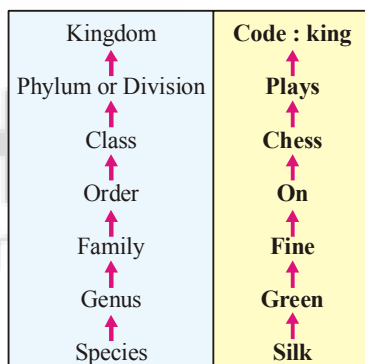 Kingdom
Phylum or Division
Class
Order
Family
Genus
Species
Code : king
Plays
Chess
On
Fine
Green
Silk